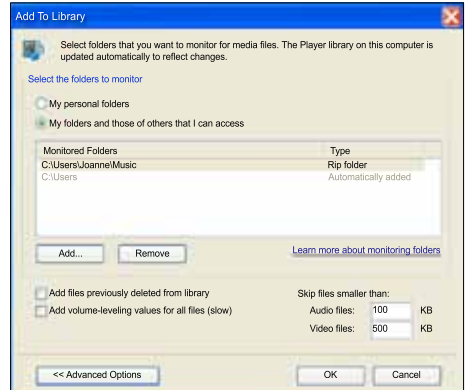 Add To Library
Select folders that you want to monitor for media files. The Player library on this computer is
updated automatically to reflect changes.
Select the folders to monitor
My personal folders
My folders and those of others that I can access
Monitored Folders Type
C:\Users\Joanne\Music Rip folder
C:\Users Automatically added
Add... Remove Learn more about monitoring folders
Add files previously deleted from library Skip files smaller than:
Add volume-leveling values for all files (slow) Audio files: 100 KB
Video files: 500 KB
<< Advanced Options OK Cancel